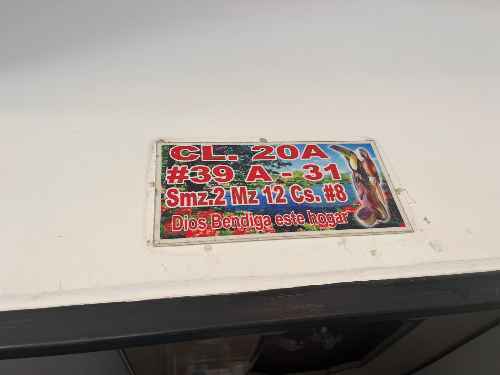 CL. 20A
#39 A - 31
Smz.2 Mz 12 Cs. #8
Dios Bendiga este hogar